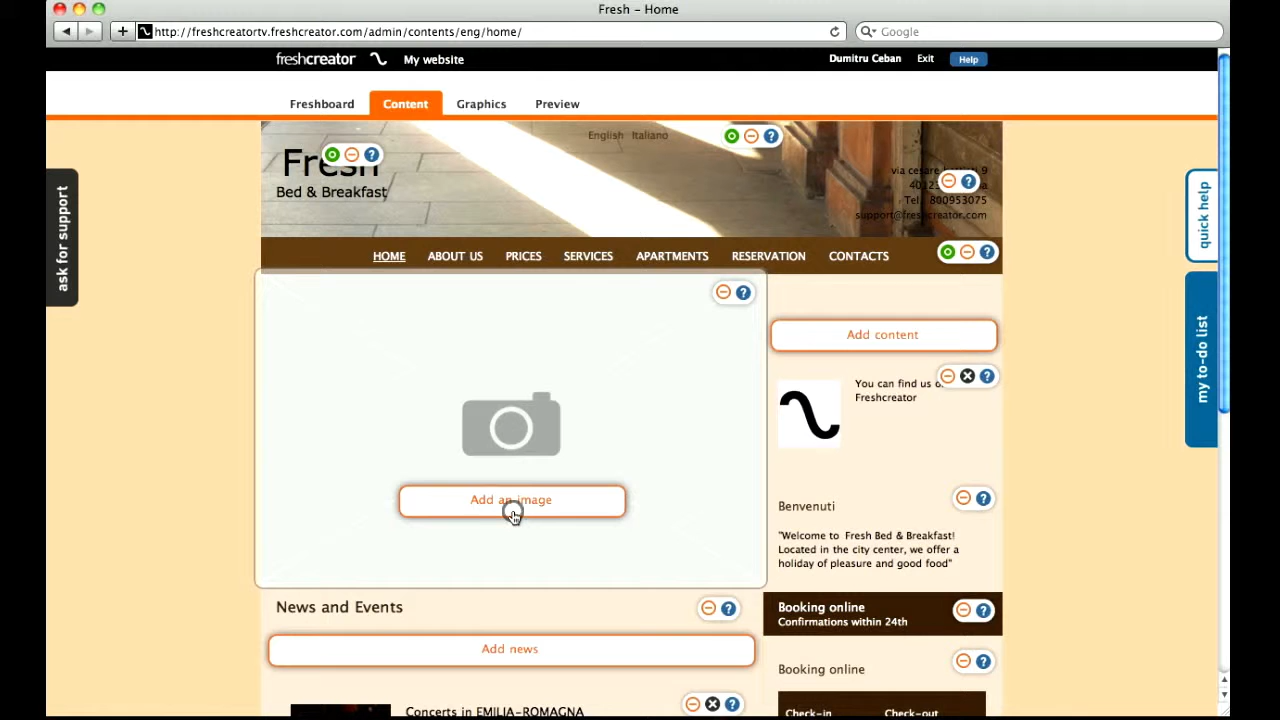 Fresh – Home
http://freshcreatortv.freshcreator.com/admin/contents/eng/home/
Google
freshcreator My website Dumitru Ceban Exit Help
Freshboard Content Graphics Preview
English Italiano
Fresh
Bed & Breakfast
via cesare
9
Tel. 800953075
support@freshcreator.com
HOME ABOUT US PRICES SERVICES APARTMENTS RESERVATION CONTACTS
ask for support
quick help
my to-do list
Add content
You can find us
Freshcreator
Add an image
Benvenuti
"Welcome to Fresh Bed & Breakfast!
Located in the city center, we offer a
holiday of pleasure and good food"
News and Events
Add news
Booking online
Confirmations within 24th
Booking online
Check-in Check-out
Concerts in EMILIA-ROMAGNA